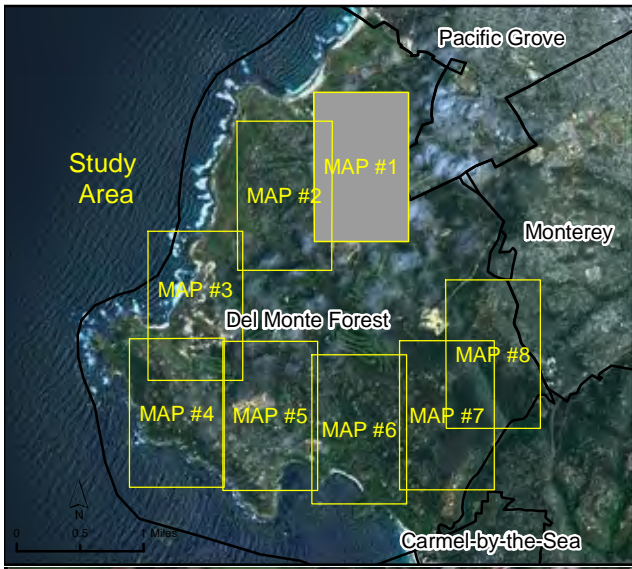 Pacific Grove
MAP #1
Study
Area
MAP #2
Monterey
MAP #3
Del Monte Forest
MAP #8
MAP #4
MAP #5
MAP #6
MAP #7
N
0 0.5 1 Miles
Carmel-by-the-Sea